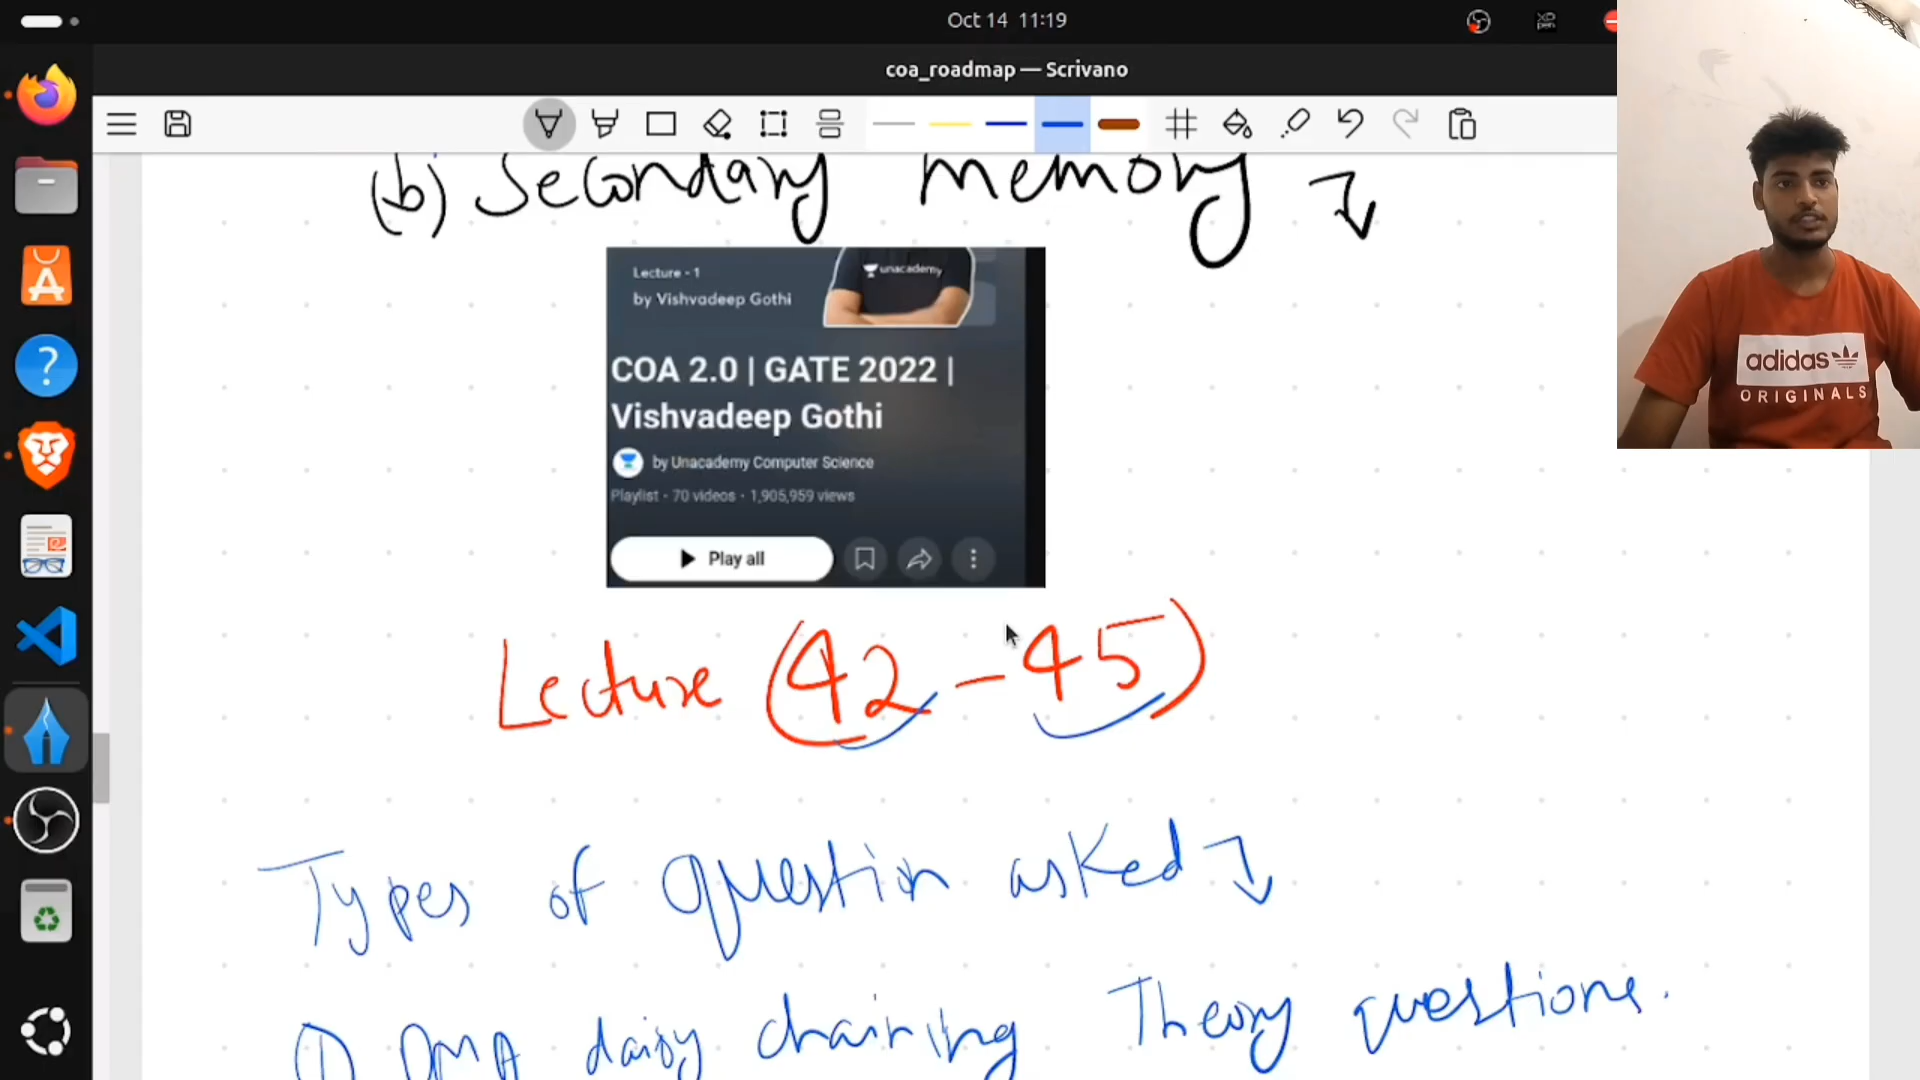 Oct 14 11:19
coa_roadmap — Scrivano
(b) Secondary memory
Lecture - 1
by Vishvadeep Gothi
unacademy
COA 2.0 | GATE 2022 |
Vishvadeep Gothi
by Unacademy Computer Science
Playlist • 70 videos • 1,905,959 views
Play all
Lecture (42 - 45)
Types of question asked
① DMA daisy chaining Theory questions.
adidas
ORIGINALS